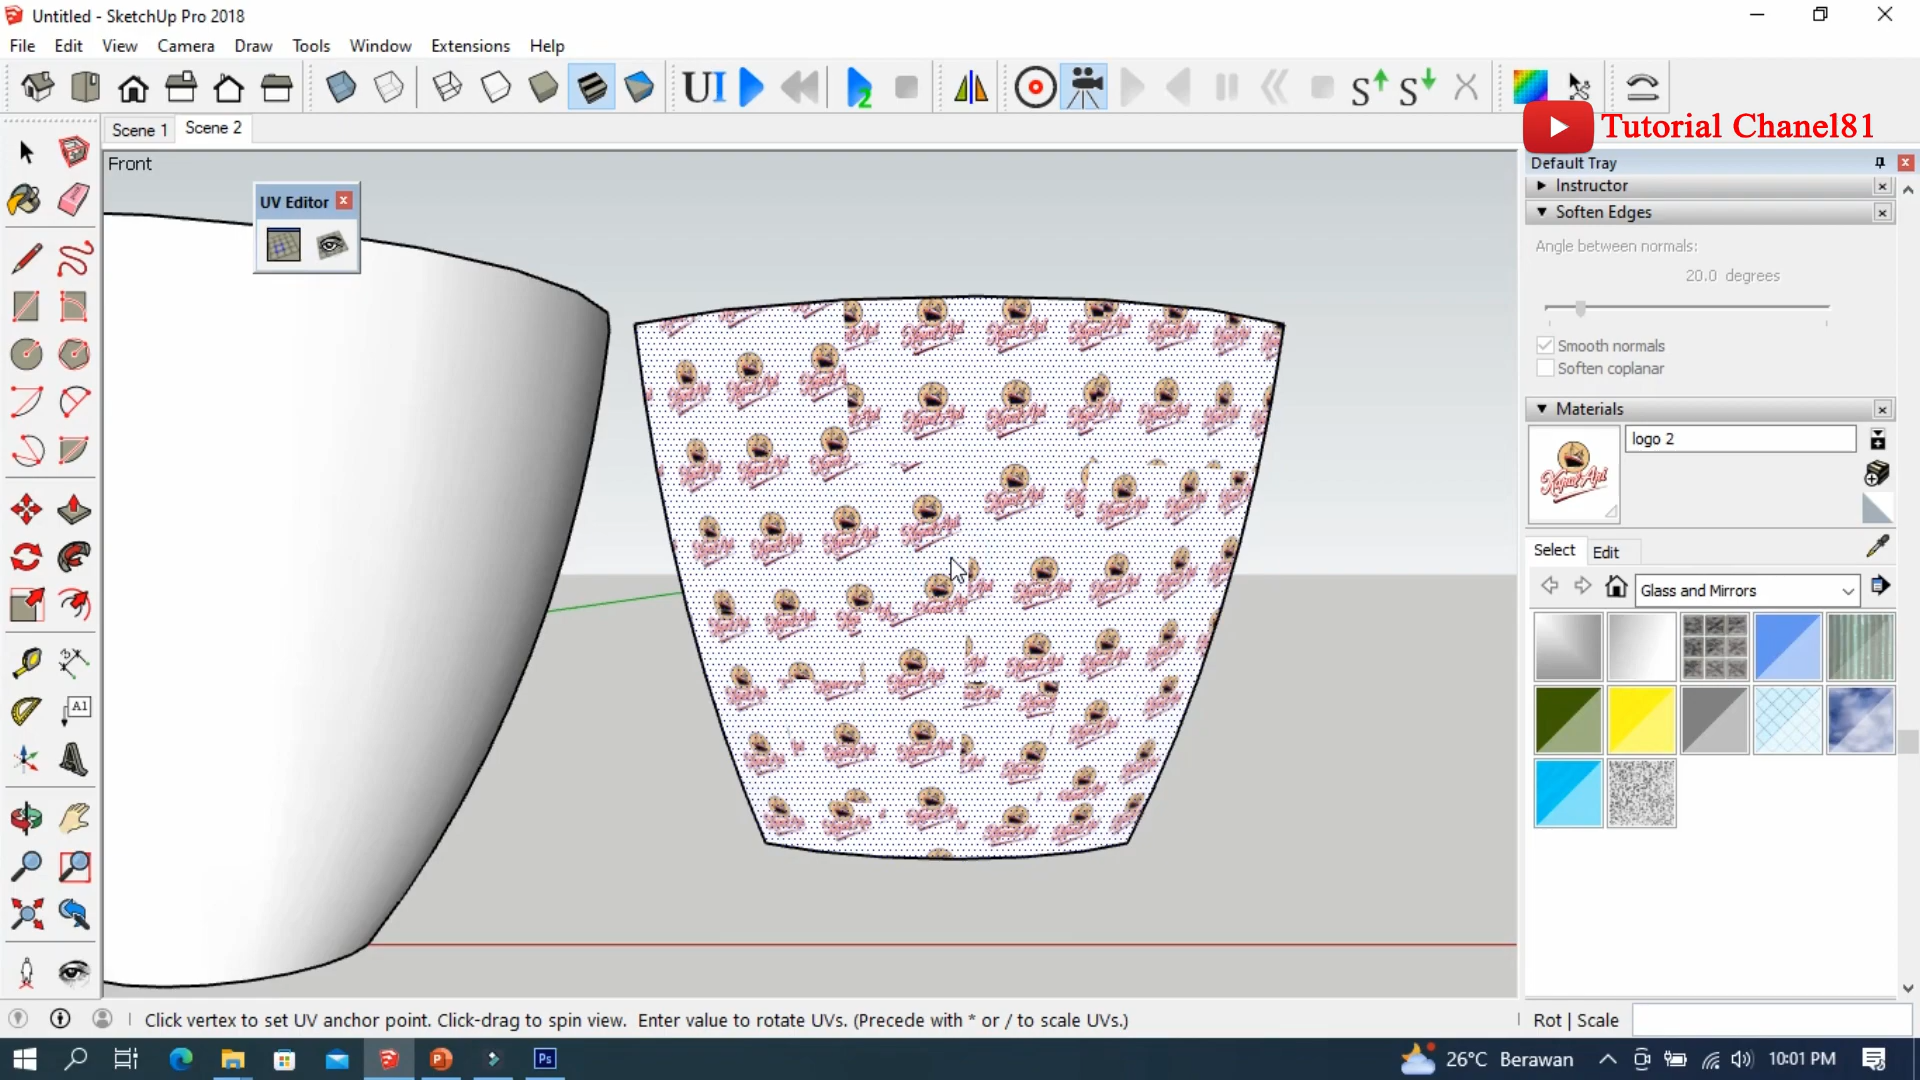 Untitled - SketchUp Pro 2018
File Edit View Camera Draw Tools Window Extensions Help
UI
2
S S
Tutorial Chanel81
Scene 1 Scene 2
Front
UV Editor
A1
Default Tray
Instructor
Soften Edges
Angle between normals:
20.0 degrees
Smooth normals
Soften coplanar
Materials
logo 2
Select Edit
Glass and Mirrors
Click vertex to set UV anchor point. Click-drag to spin view. Enter value to rotate UVs. (Precede with * or / to scale UVs.)
Rot | Scale
Ps
26°C Berawan
10:01 PM